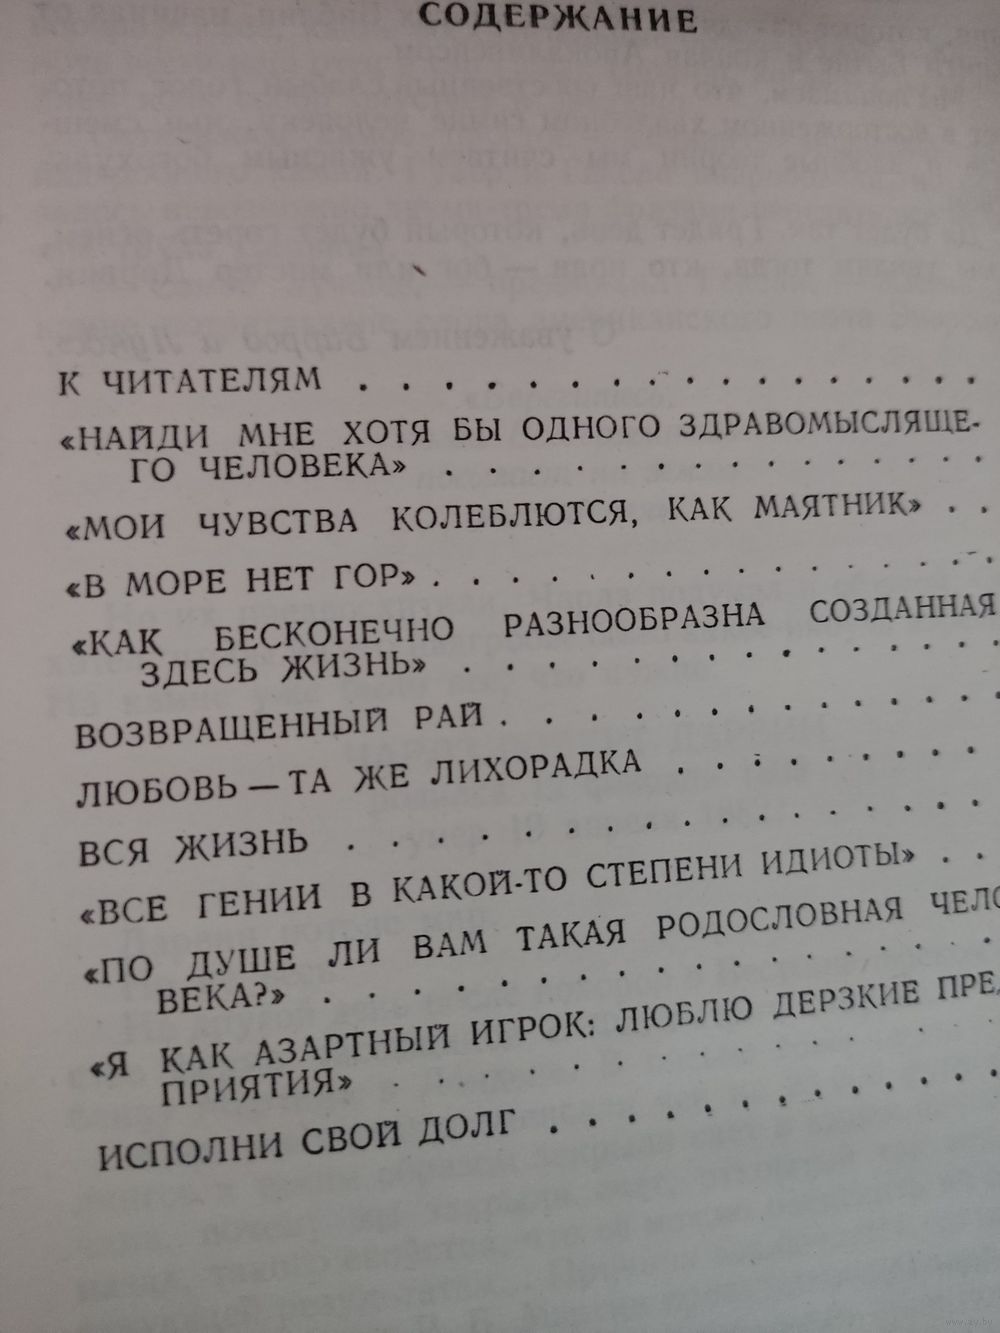 СОДЕРЖАНИЕ
К ЧИТАТЕЛЯМ . . . . . . . . . . . . . . . . .
«НАЙДИ МНЕ ХОТЯ БЫ ОДНОГО ЗДРАВОМЫСЛЯЩЕ-
ГО ЧЕЛОВЕКА» . . . . . . . . . . . . . . .
«МОИ ЧУВСТВА КОЛЕБЛЮТСЯ, КАК МАЯТНИК» . .
«В МОРЕ НЕТ ГОР» . . . . . . . . . . . . . . .
«КАК БЕСКОНЕЧНО РАЗНООБРАЗНА СОЗДАННАЯ
ЗДЕСЬ ЖИЗНЬ» . . . . . . . . . . . . . . .
ВОЗВРАЩЕННЫЙ РАЙ . . . . . . . . . . . . .
ЛЮБОВЬ — ТА ЖЕ ЛИХОРАДКА . . . . . . . . .
ВСЯ ЖИЗНЬ . . . . . . . . . . . . . . .
«ВСЕ ГЕНИИ В КАКОЙ-ТО СТЕПЕНИ ИДИОТЫ» . .
«ПО ДУШЕ ЛИ ВАМ ТАКАЯ РОДОСЛОВНАЯ ЧЕЛО
ВЕКА?» . . . . . . . . . . . . . . . .
«Я КАК АЗАРТНЫЙ ИГРОК: ЛЮБЛЮ ДЕРЗКИЕ ПРЕД
ПРИЯТИЯ» . . . . . . . . . . . . . .
ИСПОЛНИ СВОЙ ДОЛГ . . . . . . . . . . . .